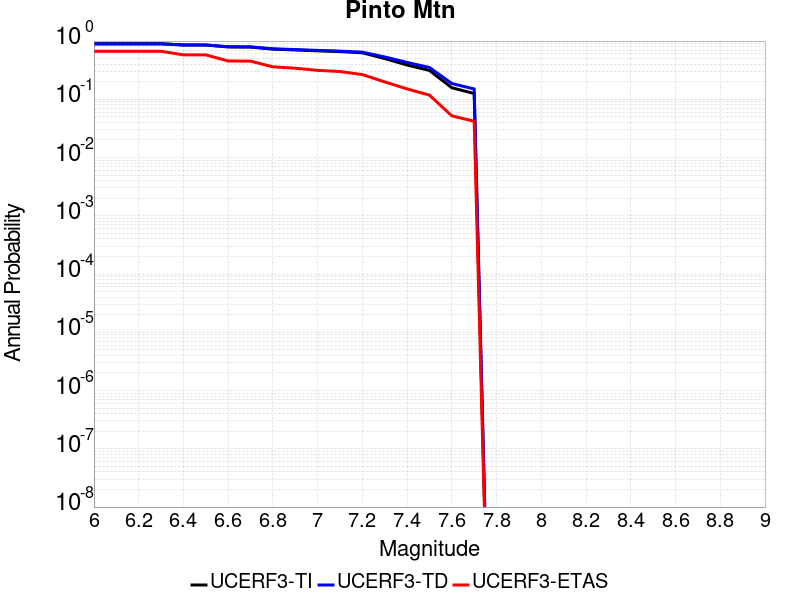 Pinto Mtn
10^0
10^-1
10^-2
10^-3
10^-4
10^-5
10^-6
10^-7
10^-8
Annual Probability
6 6.2 6.4 6.6 6.8 7 7.2 7.4 7.6 7.8 8 8.2 8.4 8.6 8.8 9
Magnitude
UCERF3-TI UCERF3-TD UCERF3-ETAS